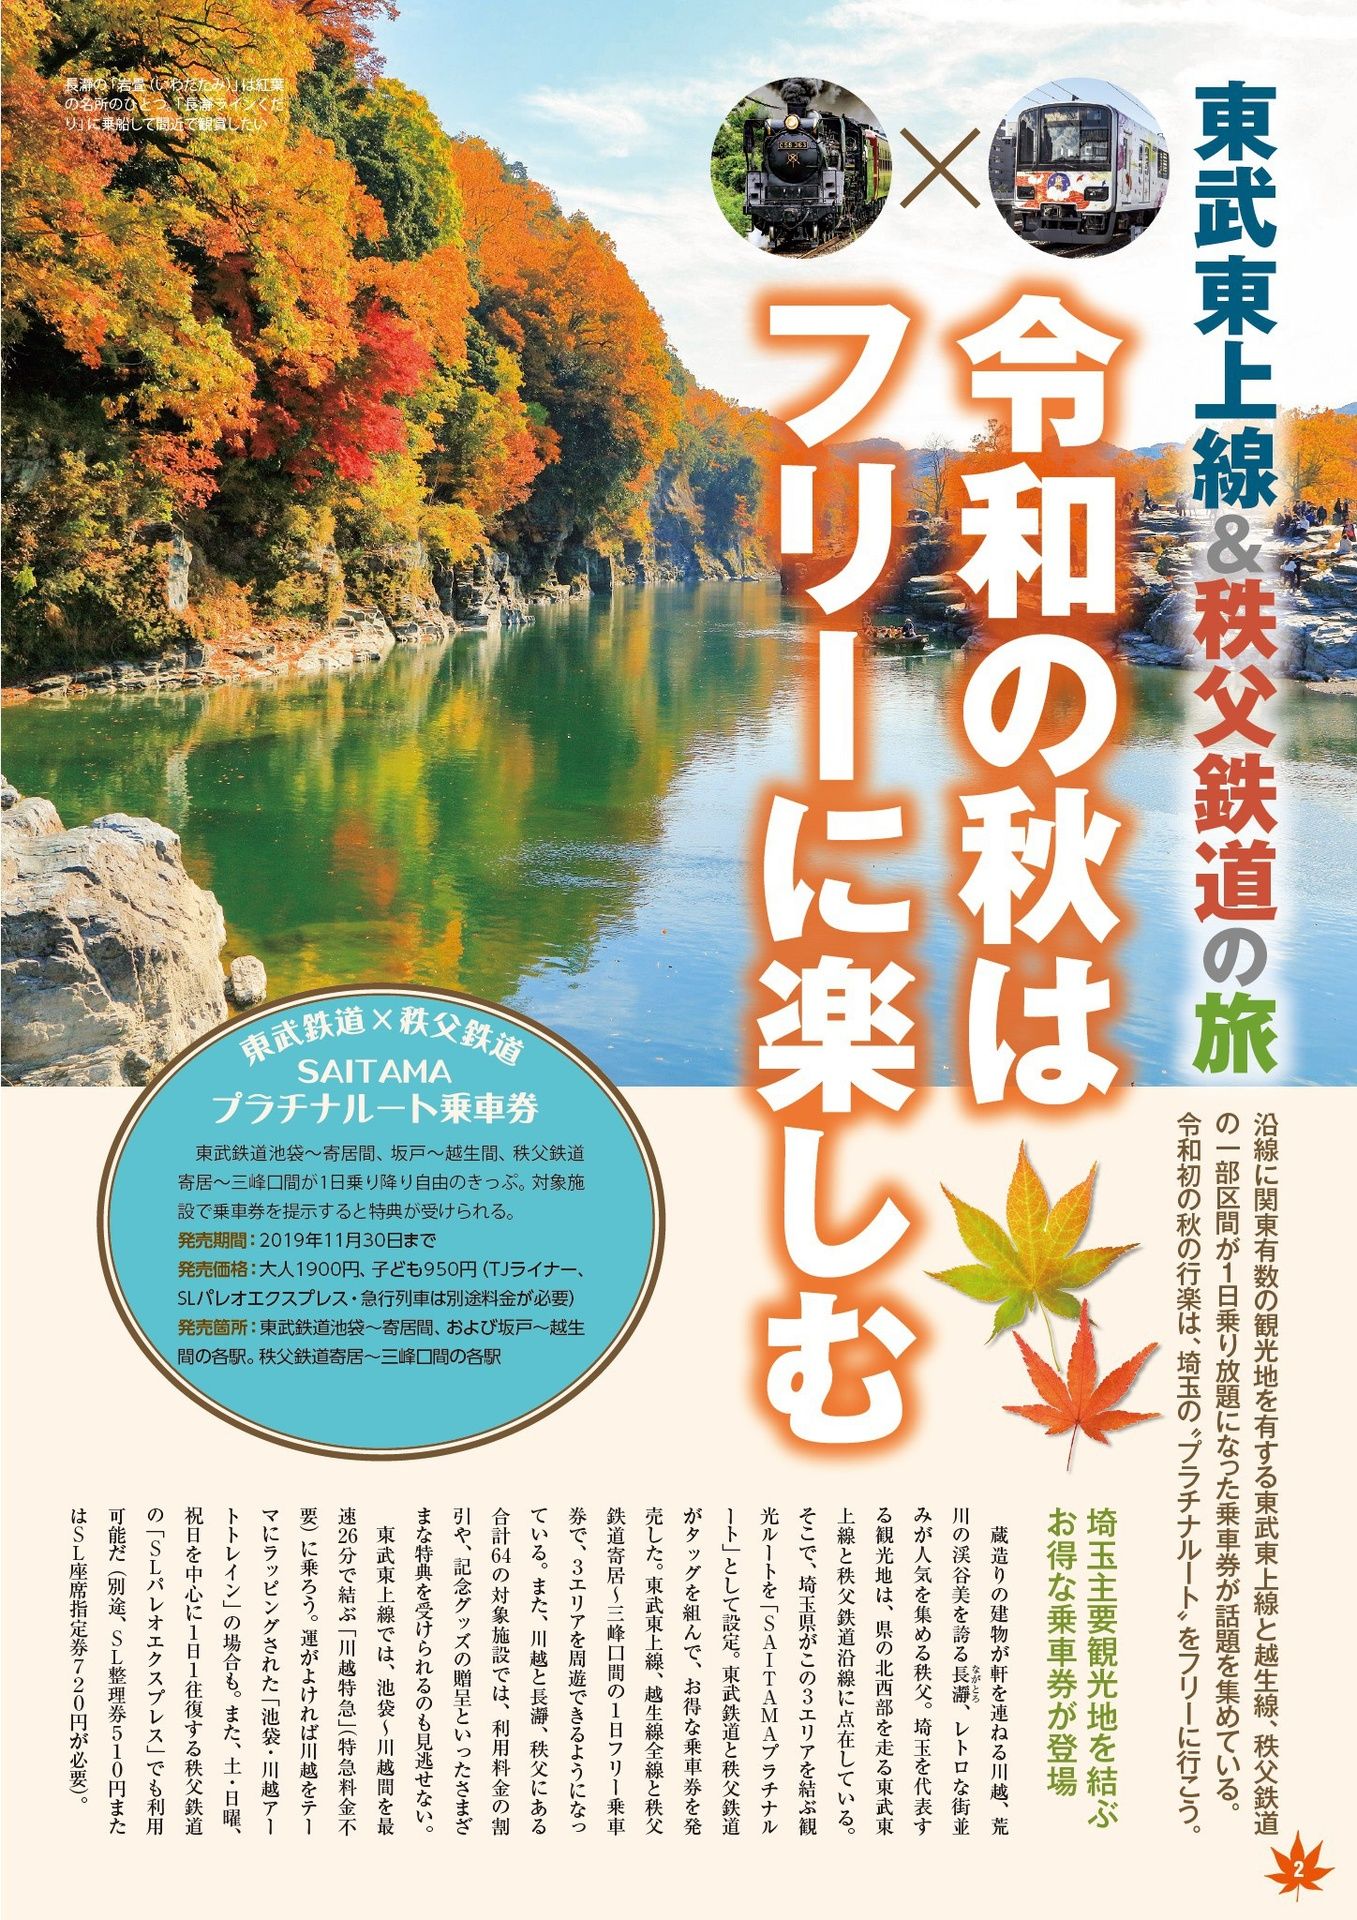 長瀞の「岩畳（いわだたみ）」は紅葉
の名所のひとつ。「長瀞ラインくだ
り」に乗船して間近で観賞したい
C58 363
東武東上線&秩父鉄道の旅
令和の秋は
フリーに楽しむ
沿線に関東有数の観光地を有する東武東上線と越生線、秩父鉄道
の一部区間が1日乗り放題になった乗車券が話題を集めている。
令和初の秋の行楽は、埼玉の〝プラチナルート〟をフリーに行こう。
東武鉄道×秩父鉄道
SAITAMA
プラチナルート乗車券
東武鉄道池袋〜寄居間、坂戸〜越生間、秩父鉄道
寄居〜三峰口間が1日乗り降り自由のきっぷ。対象施
設で乗車券を提示すると特典が受けられる。
発売期間：2019年11月30日まで
発売価格：大人1900円、子ども950円（TJライナー、
SLパレオエクスプレス・急行列車は別途料金が必要）
発売箇所：東武鉄道池袋〜寄居間、および坂戸〜越生
間の各駅。秩父鉄道寄居〜三峰口間の各駅
埼玉主要観光地を結ぶ
お得な乗車券が登場
蔵造りの建物が軒を連ねる川越、荒
川の渓谷美を誇る長瀞、レトロな街並
ながとろ
みが人気を集める秩父。埼玉を代表す
る観光地は、県の北西部を走る東武東
上線と秩父鉄道沿線に点在している。
そこで、埼玉県がこの3エリアを結ぶ観
光ルートを「SAITAMAプラチナル
ート」として設定。東武鉄道と秩父鉄道
がタッグを組んで、お得な乗車券を発
売した。東武東上線、越生線全線と秩父
鉄道寄居〜三峰口間の1日フリー乗車
券で、3エリアを周遊できるようになっ
ている。また、川越と長瀞、秩父にある
合計64の対象施設では、利用料金の割
引や、記念グッズの贈呈といったさまざ
まな特典を受けられるのも見逃せない。
東武東上線では、池袋〜川越間を最
速26分で結ぶ「川越特急」（特急料金不
要）に乗ろう。運がよければ川越をテー
マにラッピングされた「池袋・川越アー
トトレイン」の場合も。また、土・日曜、
祝日を中心に1日1往復する秩父鉄道
の「SLパレオエクスプレス」でも利用
可能だ（別途、SL整理券510円また
はSL座席指定券720円が必要）。
2